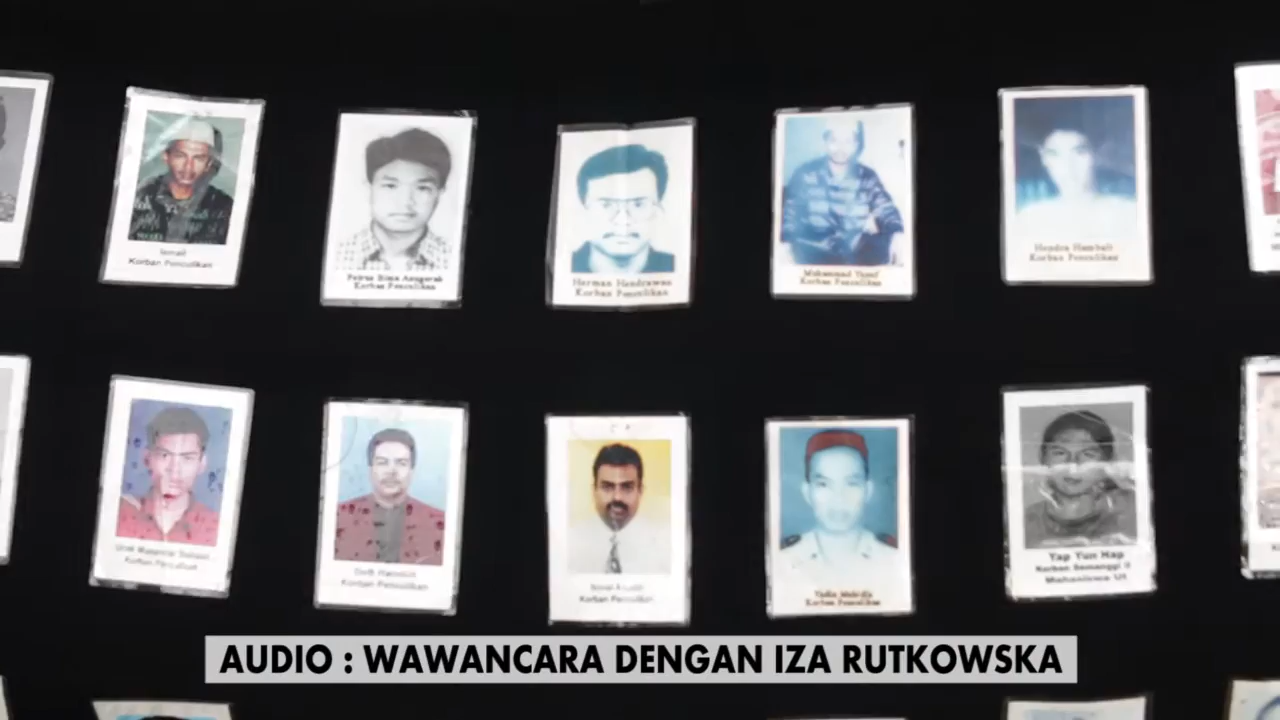 Ismail
Korban Penculikan
Petrus Bima Anugerah
Korban Penculikan
Herman Hendrawan
Korban Penculikan
Muhammad Yusuf
Korban Penculikan
Hendra Hambali
Korban Penculikan
Korban Penculikan
Korban Penculikan
Korban Penculikan
Korban Penculikan
Yap Yun Hap
Korban Semanggi II
Mahasiswa UI
AUDIO : WAWANCARA DENGAN IZA RUTKOWSKA